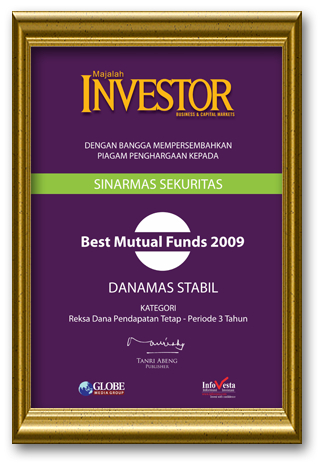 Majalah
INVESTOR
BUSINESS & CAPITAL MARKETS
DENGAN BANGGA MEMPERSEMBAHKAN
PIAGAM PENGHARGAAN KEPADA
SINARMAS SEKURITAS
Best Mutual Funds 2009
DANAMAS STABIL
KATEGORI
Reksa Dana Pendapatan Tetap - Periode 3 Tahun
TANRI ABENG
PUBLISHER
GLOBE
MEDIA GROUP
InfoVesta